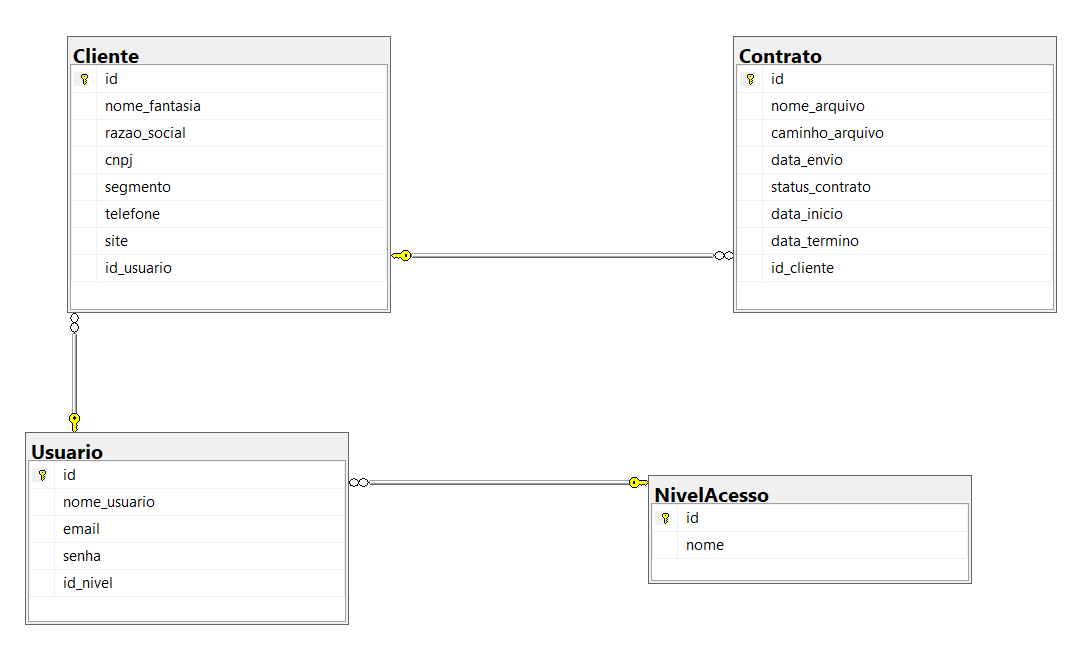 Cliente
id
nome_fantasia
razao_social
cnpj
segmento
telefone
site
id_usuario
Contrato
id
nome_arquivo
caminho_arquivo
data_envio
status_contrato
data_inicio
data_termino
id_cliente
Usuario
id
nome_usuario
email
senha
id_nivel
NivelAcesso
id
nome